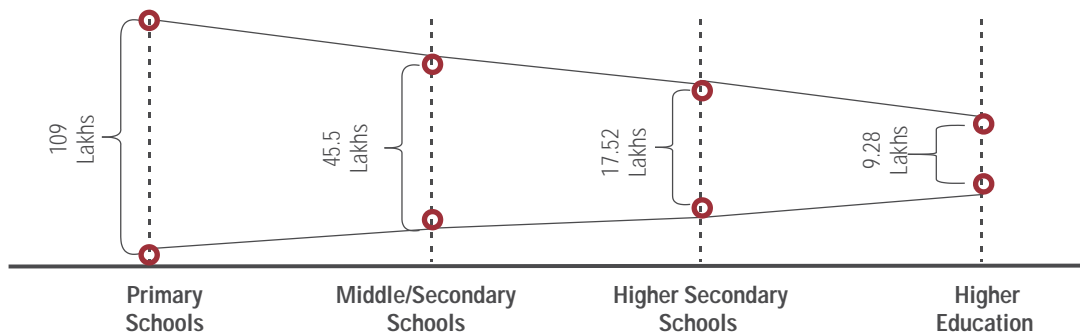 109
Lakhs
45.5
Lakhs
17.52
Lakhs
9.28
Lakhs
Primary
Schools
Middle/Secondary
Schools
Higher Secondary
Schools
Higher
Education